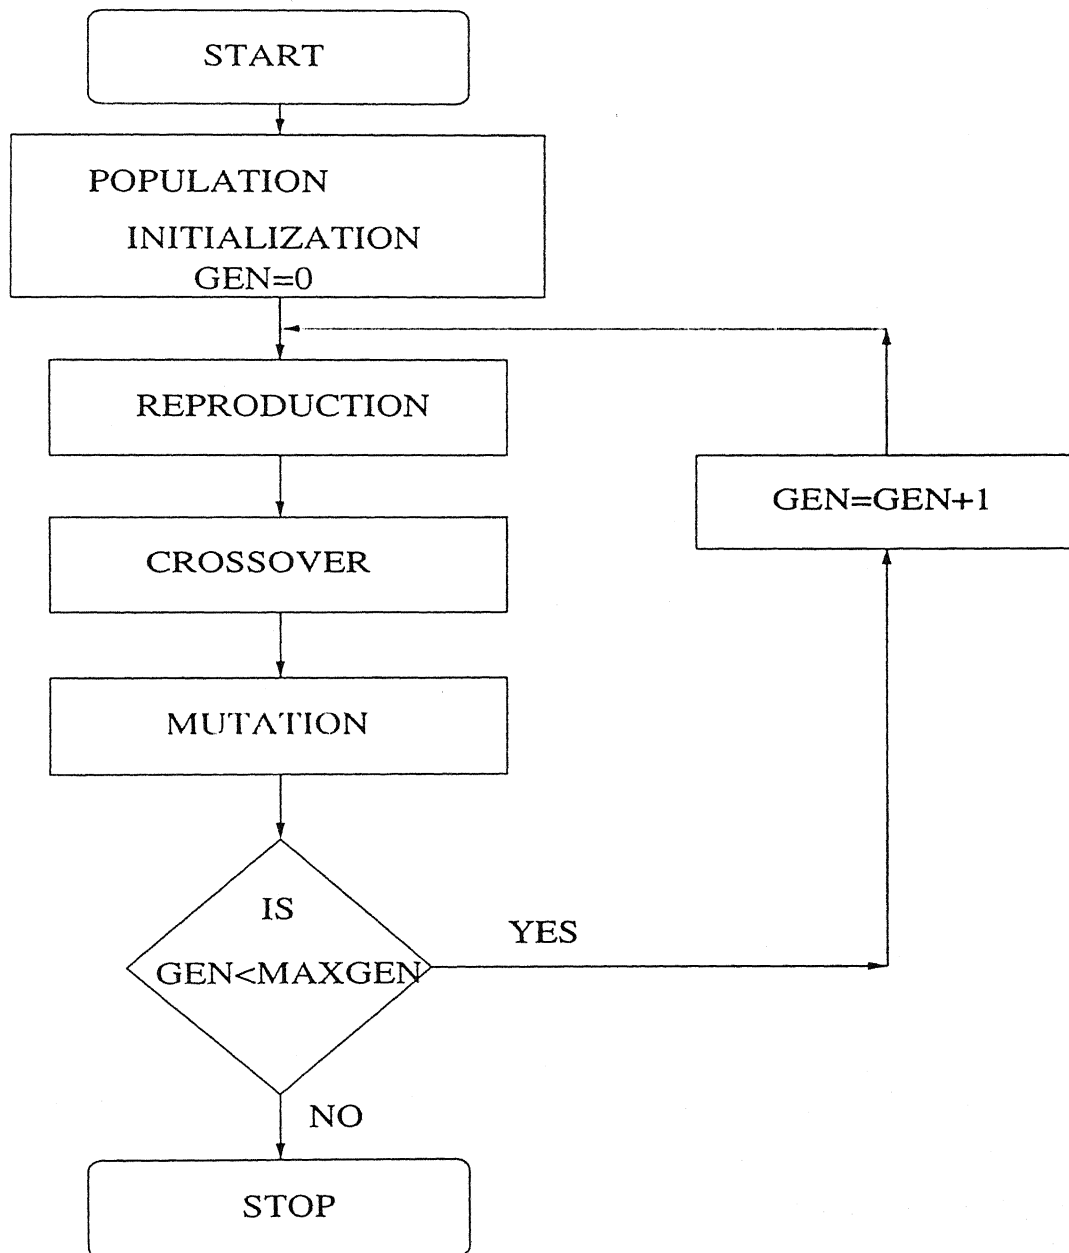 START
POPULATION
INITIALIZATION
GEN=0
REPRODUCTION
GEN=GEN+1
CROSSOVER
MUTATION
IS
GEN<MAXGEN
YES
NO
STOP